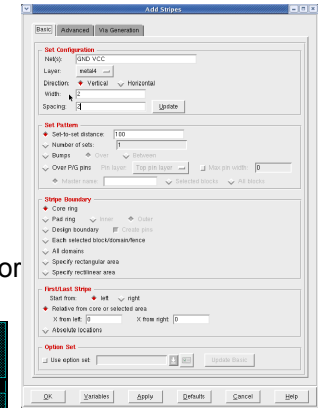 Add Stripes
Basic Advanced Via Generation
Set Configuration
Net(s): GND VCC
Layer: metal4
Direction: Vertical Horizontal
Width: 2
Spacing: 2 Update
Set Pattern
Set-to-set distance: 100
Number of sets: 1
Bumps Over Between
Over P/G pins Pin layer: Top pin layer Max pin width: 0
Master name: Selected blocks All blocks
Stripe Boundary
Core ring
Pad ring Inner Outer
Design boundary Create pins
Each selected block/domain/fence
All domains
Specify rectangular area
Specify rectilinear area
or
First/Last Stripe
Start from: left right
Relative from core or selected area
X from left: 0 X from right: 0
Absolute locations
Option Set
Use option set: Update Basic
OK Variables Apply Defaults Cancel Help